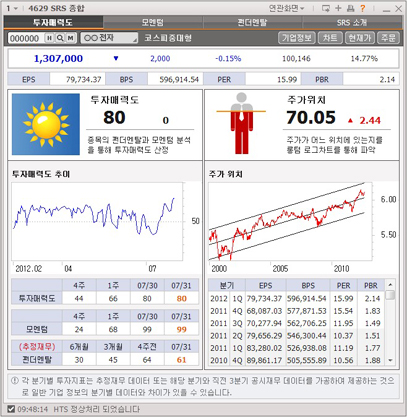 1 4629 SRS 종합 연관화면
투자매력도 모멘텀 펀더멘탈 SRS 소개
000000 H M ○○전자 코스피중대형 기업정보 차트 현재가 주문
1,307,000 ▼ 2,000 -0.15% 100,146 14.77%
EPS 79,734.37 BPS 596,914.54 PER 15.99 PBR 2.14
투자매력도
80 0
종목의 펀더멘탈과 모멘텀 분석
을 통해 투자매력도 산정
주가위치
70.05 ▲ 2.44
주가가 어느 위치에 있는지를
롱텀 로그차트를 통해 파악
투자매력도 추이
50
2012.02 04 07
주가 위치
6.00
5.50
2000 2005 2010
4주 1주 07/30 07/31
투자매력도 44 66 80 80
4주 1주 07/30 07/31
모멘텀 24 68 99 99
(추정재무) 6개월 3개월 4주전 07/31
펀더멘탈 30 45 64 61
분기 EPS BPS PER PBR
2012 1Q 79,734.37 596,914.54 15.99 2.14
2011 4Q 68,087.03 577,871.53 15.54 1.83
2011 3Q 70,277.94 562,706.25 11.95 1.49
2011 2Q 79,656.29 546,300.44 10.37 1.51
2011 1Q 83,280.02 526,938.28 11.19 1.77
2010 4Q 89,861.17 505,555.89 10.56 1.88
① 각 분기별 투자지표는 추정재무 데이터 또는 해당 분기와 직전 3분기 공시재무 데이터를 가공하여 제공하는 것으
로 일반 기업 정보의 분기별 데이터와 차이가 있을 수 있습니다.
09:48:14 HTS 정상처리 되었습니다